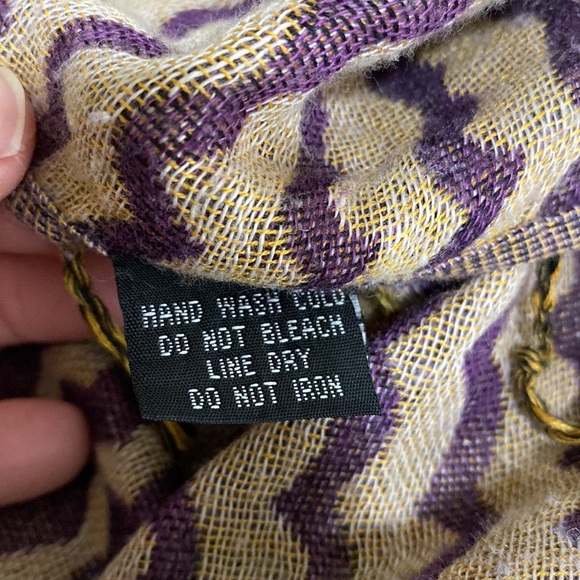 HAND WASH COLD
DO NOT BLEACH
LINE DRY
DO NOT IRON